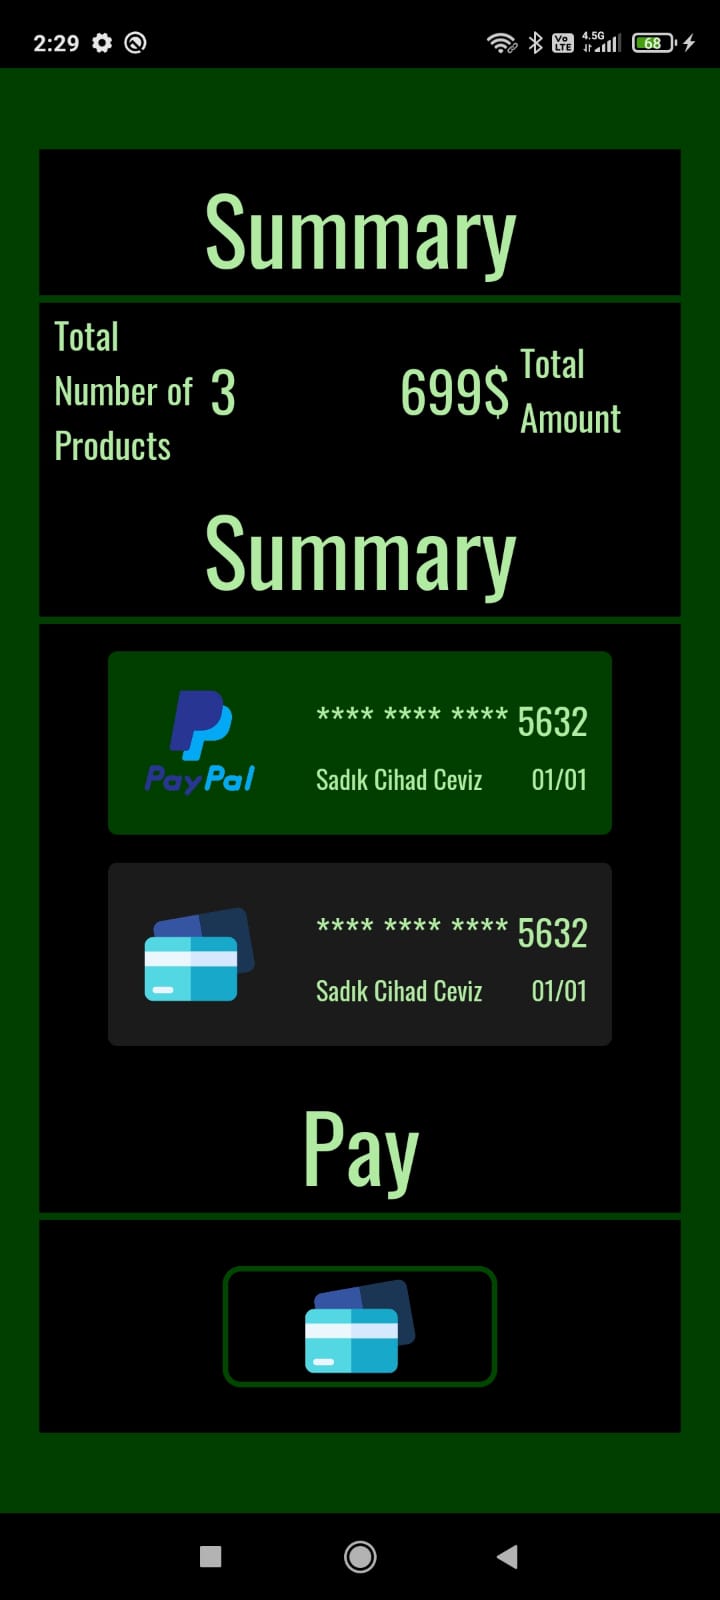 2:29
Vo LTE
4.5G
68
Summary
Total
Number of
Products
3
699$
Total
Amount
Summary
PayPal
**** **** **** 5632
Sadık Cihad Ceviz 01/01
**** **** **** 5632
Sadık Cihad Ceviz 01/01
Pay